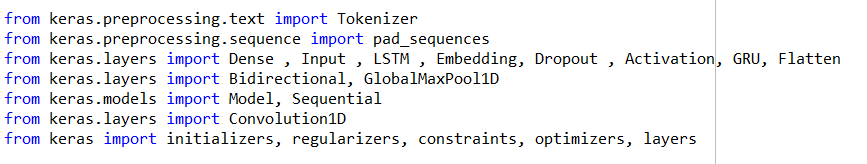 from keras.preprocessing.text import Tokenizer
from keras.preprocessing.sequence import pad_sequences
from keras.layers import Dense , Input , LSTM , Embedding, Dropout , Activation, GRU, Flatten
from keras.layers import Bidirectional, GlobalMaxPool1D
from keras.models import Model, Sequential
from keras.layers import Convolution1D
from keras import initializers, regularizers, constraints, optimizers, layers